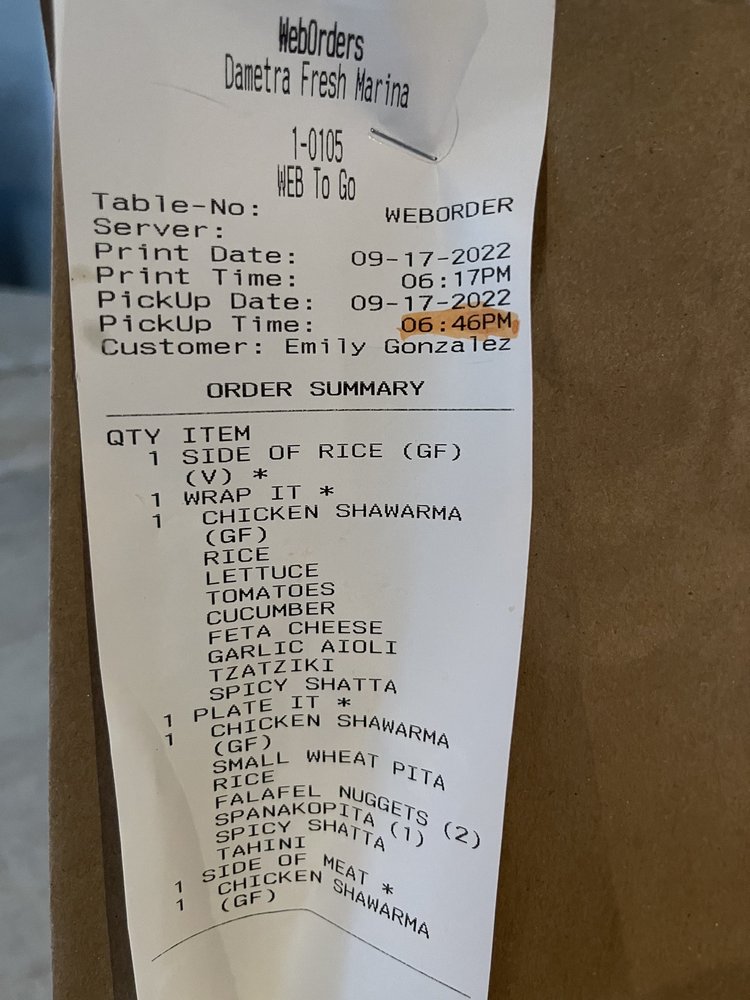 WebOrders
Dametra Fresh Marina
1-0105
WEB To Go
Table-No: WEBORDER
Server:
Print Date: 09-17-2022
Print Time: 06:17PM
PickUp Date: 09-17-2022
PickUp Time: 06:46PM
Customer: Emily Gonzalez
ORDER SUMMARY
QTY ITEM
1 SIDE OF RICE (GF)
(V) *
1 WRAP IT *
1 CHICKEN SHAWARMA
(GF)
RICE
LETTUCE
TOMATOES
CUCUMBER
FETA CHEESE
GARLIC AIOLI
TZATZIKI
SPICY SHATTA
1 PLATE IT *
1 CHICKEN SHAWARMA
(GF)
SMALL WHEAT PITA
RICE
FALAFEL NUGGETS (2)
SPANAKOPITA (1)
SPICY SHATTA
TAHINI
1 SIDE OF MEAT *
1 CHICKEN SHAWARMA
(GF)